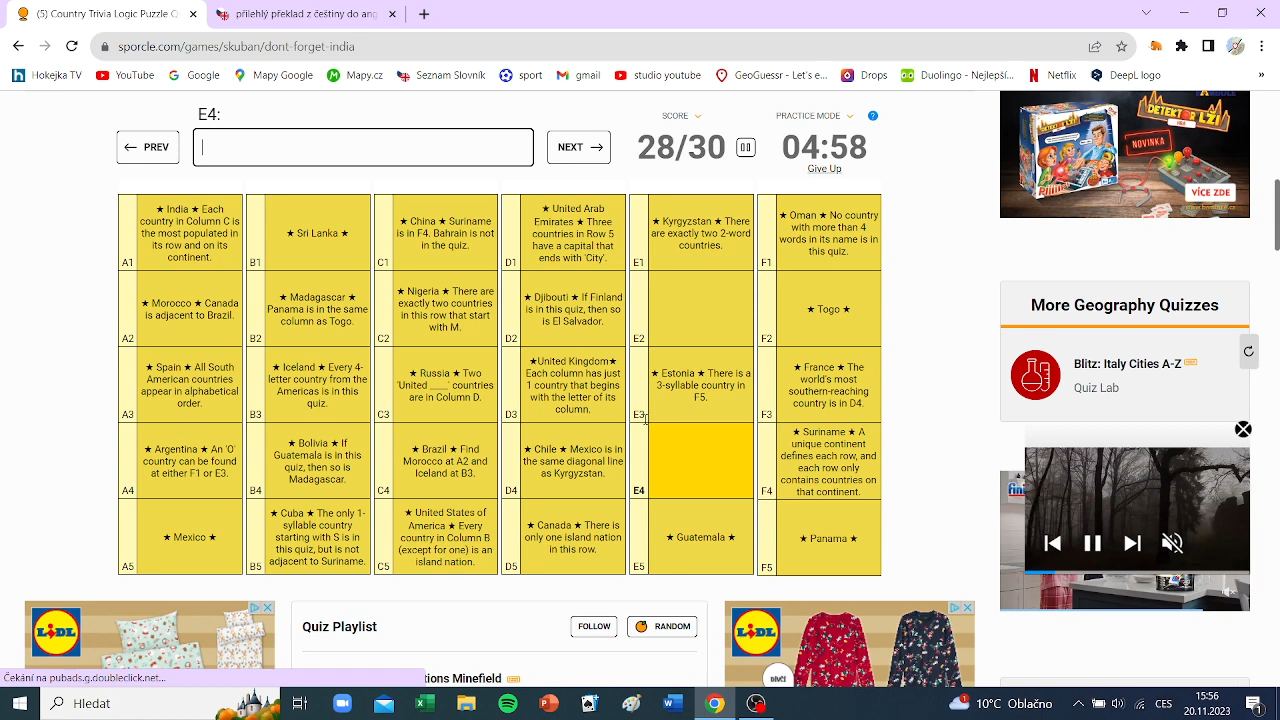 (5) Country Puzzle Quiz
Kontrolující překlad z češtiny do ang
sporcle.com/games/skuban/dont-forget-india
Hokejka TV YouTube Google Mapy Google Mapy.cz Seznam Slovník sport gmail studio youtube GeoGuessr - Let's e... Drops Duolingo - Nejlepší... Netflix DeepL logo »
E4:
← PREV
NEXT →
SCORE
28/30
PRACTICE MODE
04:58
Give Up
★ India ★ Each
country in Column C is
the most populated in
its row and on its
continent.
A1
★ Sri Lanka ★
B1
★ China ★ Suriname
is in F4. Bahrain is not
in the quiz.
C1
★ United Arab
Emirates ★ Three
countries in Row 5
have a capital that
ends with 'City'.
D1
★ Kyrgyzstan ★ There
are exactly two 2-word
countries.
E1
★ Oman ★ No country
with more than 4
words in its name is in
this quiz.
F1
★ Morocco ★ Canada
is adjacent to Brazil.
A2
★ Madagascar ★
Panama is in the same
column as Togo.
B2
★ Nigeria ★ There are
exactly two countries
in this row that start
with M.
C2
★ Djibouti ★ If Finland
is in this quiz, then so
is El Salvador.
D2
E2
★ Togo ★
F2
★ Spain ★ All South
American countries
appear in alphabetical
order.
A3
★ Iceland ★ Every 4-
letter country from the
Americas is in this
quiz.
B3
★ Russia ★ Two
'United ____' countries
are in Column D.
C3
★United Kingdom★
Each column has just
1 country that begins
with the letter of its
column.
D3
★ Estonia ★ There is a
3-syllable country in
F5.
E3
★ France ★ The
world's most
southern-reaching
country is in D4.
F3
★ Argentina ★ An 'O'
country can be found
at either F1 or E3.
A4
★ Bolivia ★ If
Guatemala is in this
quiz, then so is
Madagascar.
B4
★ Brazil ★ Find
Morocco at A2 and
Iceland at B3.
C4
★ Chile ★ Mexico is in
the same diagonal line
as Kyrgyzstan.
D4
E4
★ Suriname ★ A
unique continent
defines each row, and
each row only
contains countries on
that continent.
F4
★ Mexico ★
A5
★ Cuba ★ The only 1-
syllable country
starting with S is in
this quiz, but is not
adjacent to Suriname.
B5
★ United States of
America ★ Every
country in Column B
(except for one) is an
island nation.
C5
★ Canada ★ There is
only one island nation
in this row.
D5
★ Guatemala ★
E5
★ Panama ★
F5
DETEKTOR LŽI
NOVINKA
VÍCE ZDE
More Geography Quizzes
Blitz: Italy Cities A-Z
Quiz Lab
LIDL
Quiz Playlist
FOLLOW
RANDOM
LIDL
DÍVČÍ
Čekání na pubads.g.doubleclick.net...
Hledat
10°C Oblačno
15:56
20.11.2023